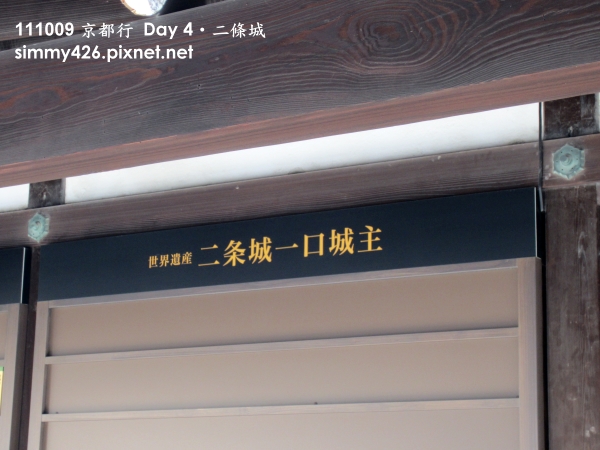 111009 京都行 Day 4・二條城
simmy426.pixnet.net
世界遺産 二条城一口城主